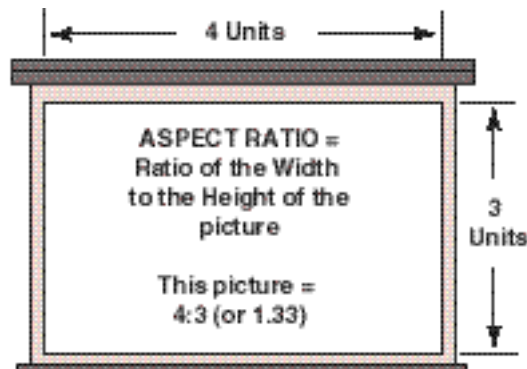 4 Units
ASPECT RATIO =
Ratio of the Width
to the Height of the
picture
3
Units
This picture =
4:3 (or 1.33)